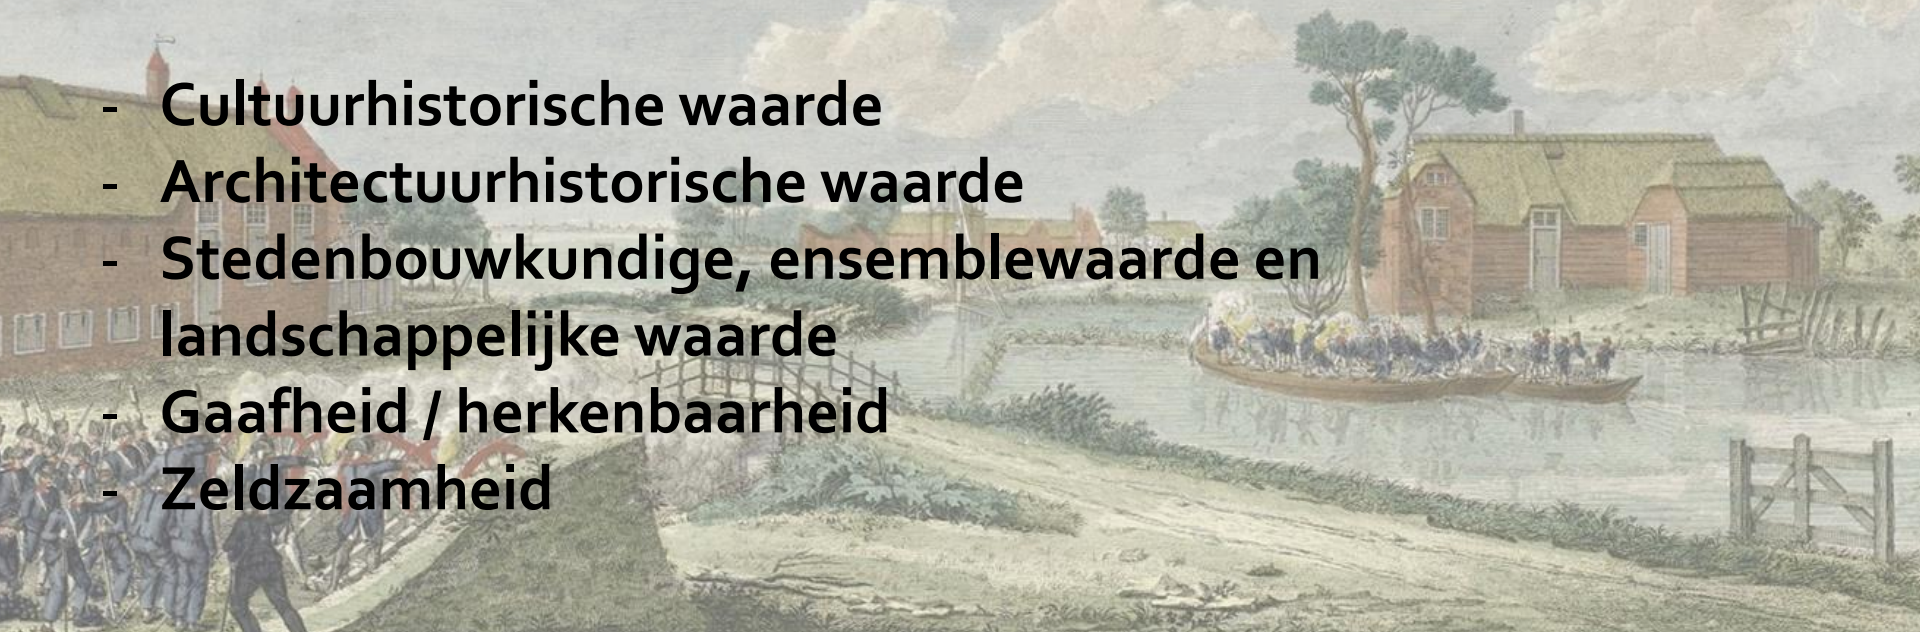 - Cultuurhistorische waarde
- Architectuurhistorische waarde
- Stedenbouwkundige, ensemblewaarde en
landschappelijke waarde
- Gaafheid / herkenbaarheid
- Zeldzaamheid